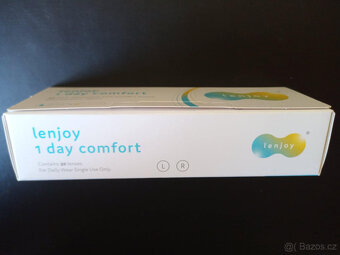 lenjoy
1 day comfort
lenjoy
1 day comfort
Contains 90 lenses
For Daily Wear Single Use Only
L R
lenjoy
®
© Bazos.cz